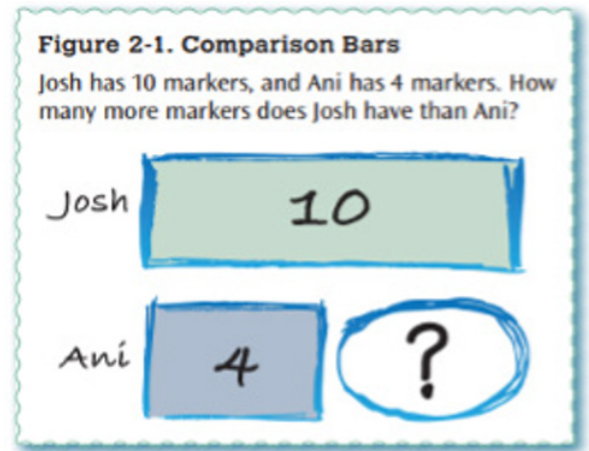 Figure 2-1. Comparison Bars
Josh has 10 markers, and Ani has 4 markers. How
many more markers does Josh have than Ani?
Josh 10
Ani 4 ?